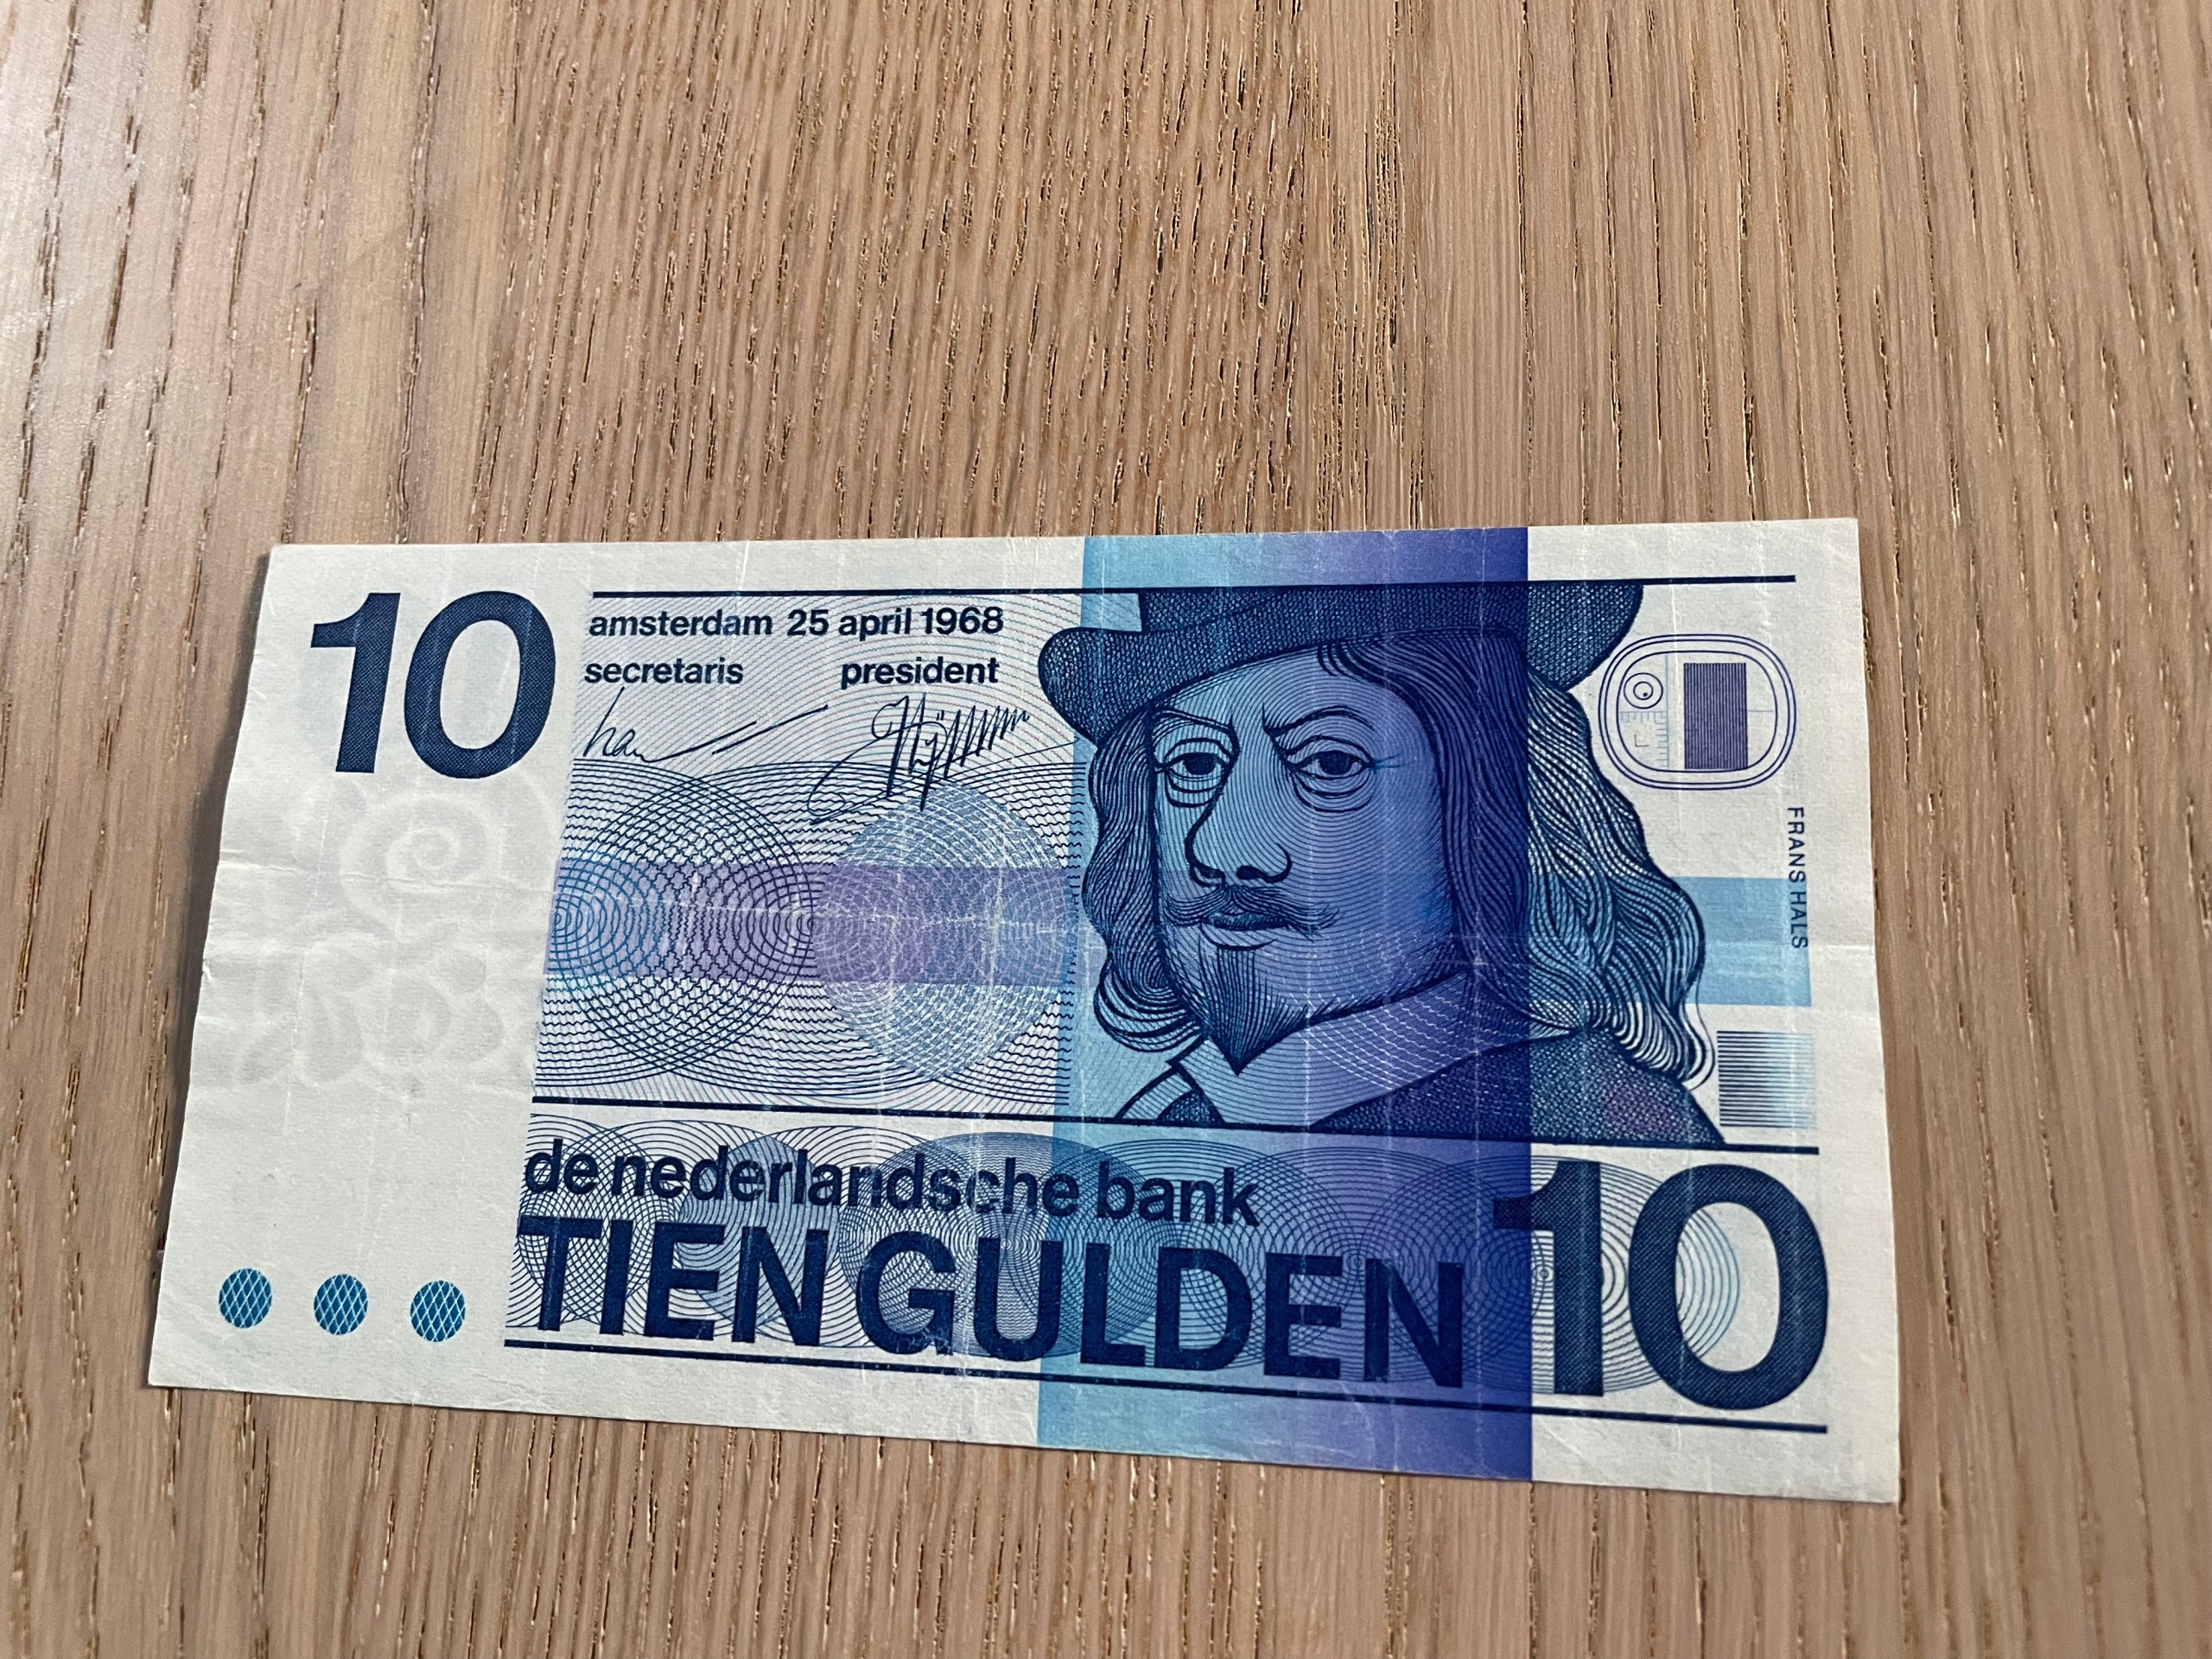 10
amsterdam 25 april 1968
secretaris president
FRANS HALS
de nederlandsche bank
TIEN GULDEN 10